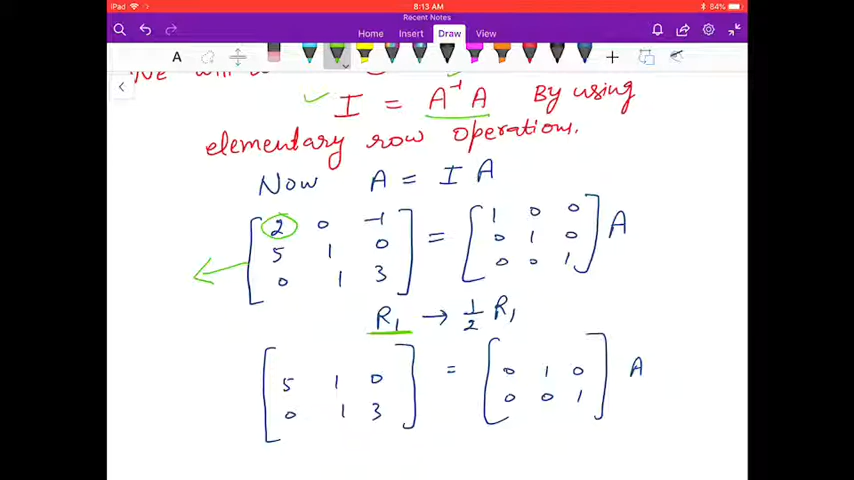 iPad 8:13 AM 84%
Recent Notes
Home Insert Draw View
A
I = A⁻¹ A By using
elementary row operation.
Now A = I A
2 0 -1 1 0 0
5 1 0 = 0 1 0 A
0 1 3 0 0 1
R₁ → 1/2 R₁
5 1 0 = 0 1 0 A
0 1 3 0 0 1